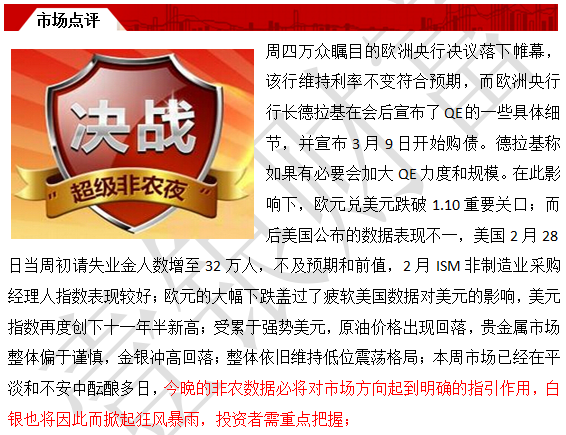 市场点评
决战
"超级非农夜"
周四万众瞩目的欧洲央行决议落下帷幕，
该行维持利率不变符合预期，而欧洲央行
行长德拉基在会后宣布了 QE 的一些具体细
节，并宣布 3 月 9 日开始购债。德拉基称
如果有必要会加大 QE 力度和规模。在此影
响下，欧元兑美元跌破 1.10 重要关口；而
后美国公布的数据表现不一，美国 2 月 28
日当周初请失业金人数增至 32 万人，不及预期和前值，2 月 ISM 非制造业采购
经理人指数表现较好；欧元的大幅下跌盖过了疲软美国数据对美元的影响，美元
指数再度创下十一年半新高；受累于强势美元，原油价格出现回落，贵金属市场
整体偏于谨慎，金银冲高回落；整体依旧维持低位震荡格局；本周市场已经在平
淡和不安中酝酿多日，今晚的非农数据必将对市场方向起到明确的指引作用，白
银也将因此而掀起狂风暴雨，投资者需重点把握；